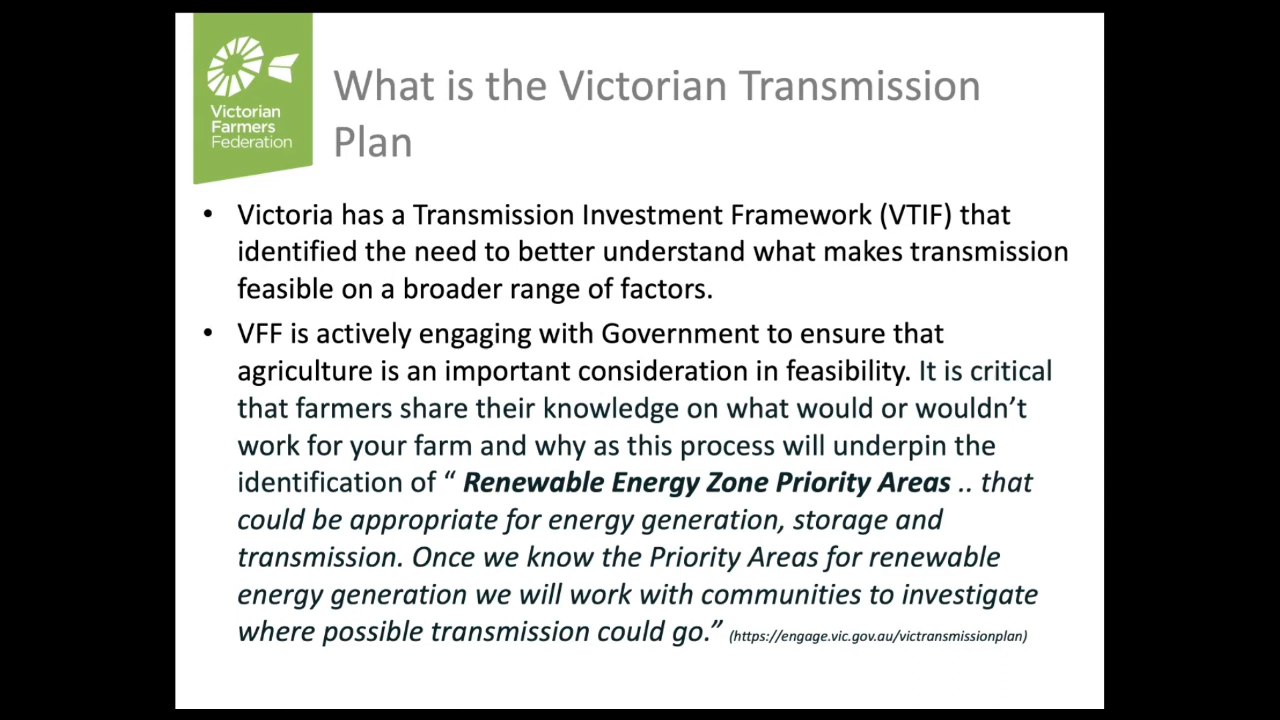 Victorian
Farmers
Federation
What is the Victorian Transmission
Plan
• Victoria has a Transmission Investment Framework (VTIF) that
identified the need to better understand what makes transmission
feasible on a broader range of factors.
• VFF is actively engaging with Government to ensure that
agriculture is an important consideration in feasibility. It is critical
that farmers share their knowledge on what would or wouldn’t
work for your farm and why as this process will underpin the
identification of “ Renewable Energy Zone Priority Areas .. that
could be appropriate for energy generation, storage and
transmission. Once we know the Priority Areas for renewable
energy generation we will work with communities to investigate
where possible transmission could go.” (https://engage.vic.gov.au/victransmissionplan)